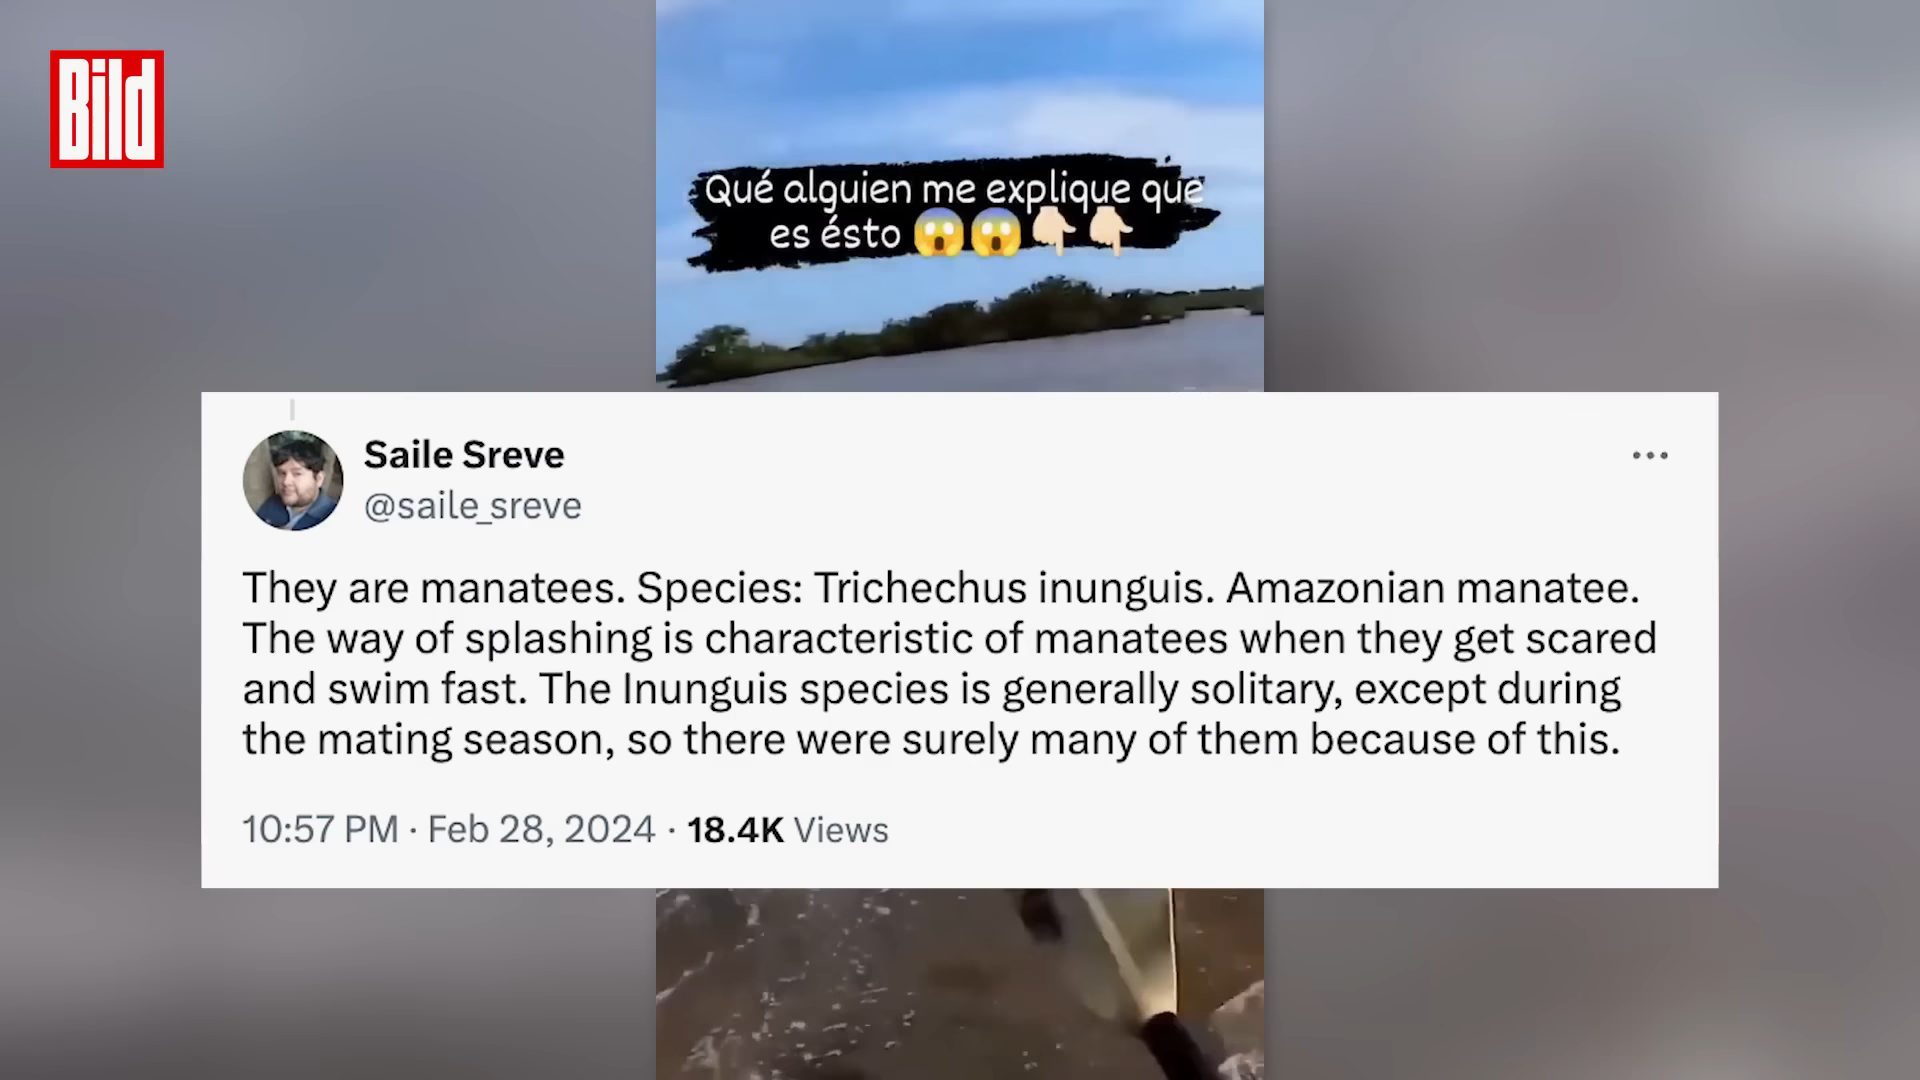 Bild
Qué alguien me explique que
es ésto 😱😱👇🏻👇🏻
Saile Sreve
@saile_sreve
They are manatees. Species: Trichechus inunguis. Amazonian manatee.
The way of splashing is characteristic of manatees when they get scared
and swim fast. The Inunguis species is generally solitary, except during
the mating season, so there were surely many of them because of this.
10:57 PM · Feb 28, 2024 · 18.4K Views